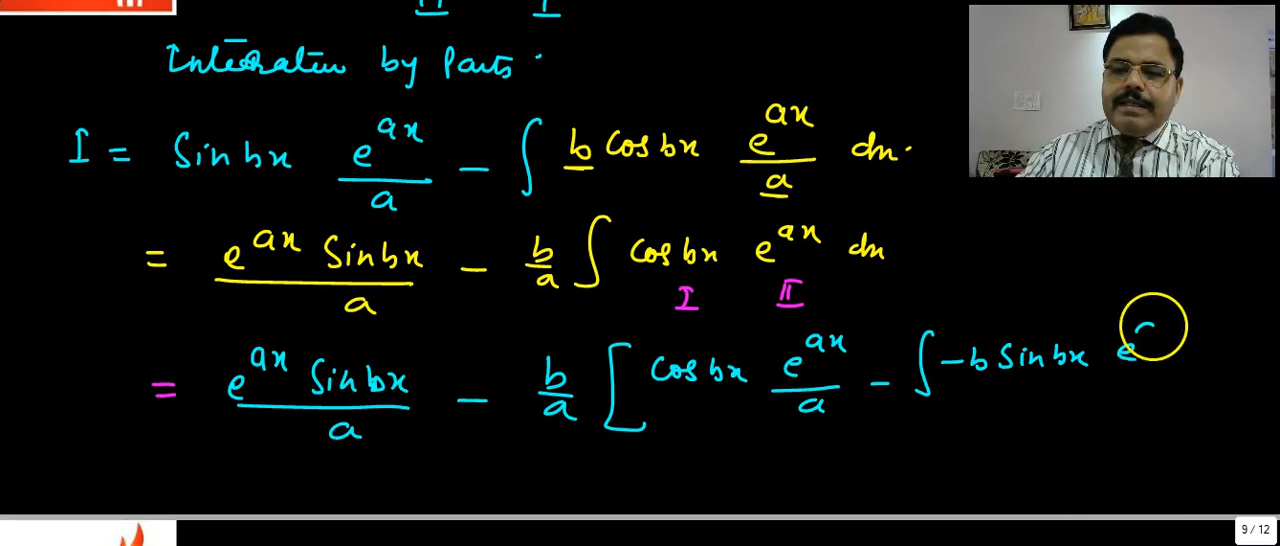 II I
Integration by Parts.
I = Sin bx e^{ax}/a - ∫ b cos bx e^{ax}/a dx.
= e^{ax} Sin bx/a - b/a ∫ cos bx e^{ax} dx
I II
= e^{ax} Sin bx/a - b/a [ cos bx e^{ax}/a - ∫ -b Sin bx e
9 / 12